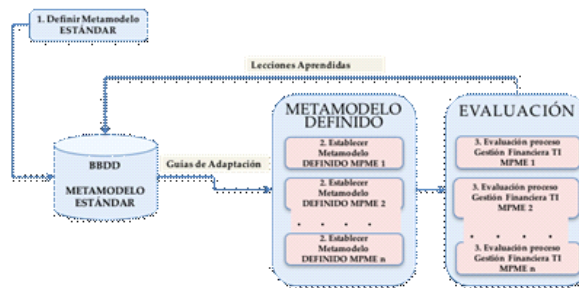 1. Definir Metamodelo
ESTÁNDAR
Lecciones Aprendidas
BBDD
METAMODELO
ESTÁNDAR
Guías de Adaptación
METAMODELO
DEFINIDO
2. Establecer
Metamodelo
DEFINIDO MPME 1
2. Establecer
Metamodelo
DEFINIDO MPME 2
. . . .
2. Establecer
Metamodelo
DEFINIDO MPME n
EVALUACIÓN
3. Evaluación proceso
Gestión Financiera TI
MPME 1
3. Evaluación proceso
Gestión Financiera TI
MPME 2
. . . .
3. Evaluación proceso
Gestión Financiera TI
MPME n